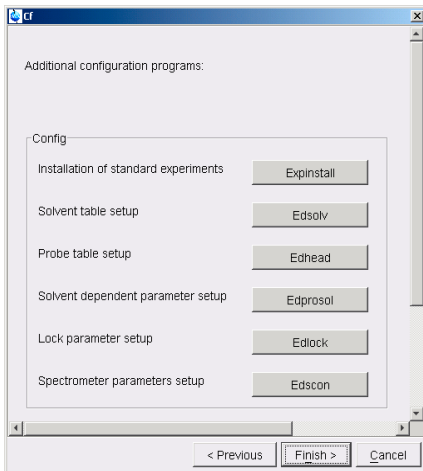 cf
Additional configuration programs:
Config
Installation of standard experiments Expinstall
Solvent table setup Edsolv
Probe table setup Edhead
Solvent dependent parameter setup Edprosol
Lock parameter setup Edlock
Spectrometer parameters setup Edscon
< Previous Finish > Cancel